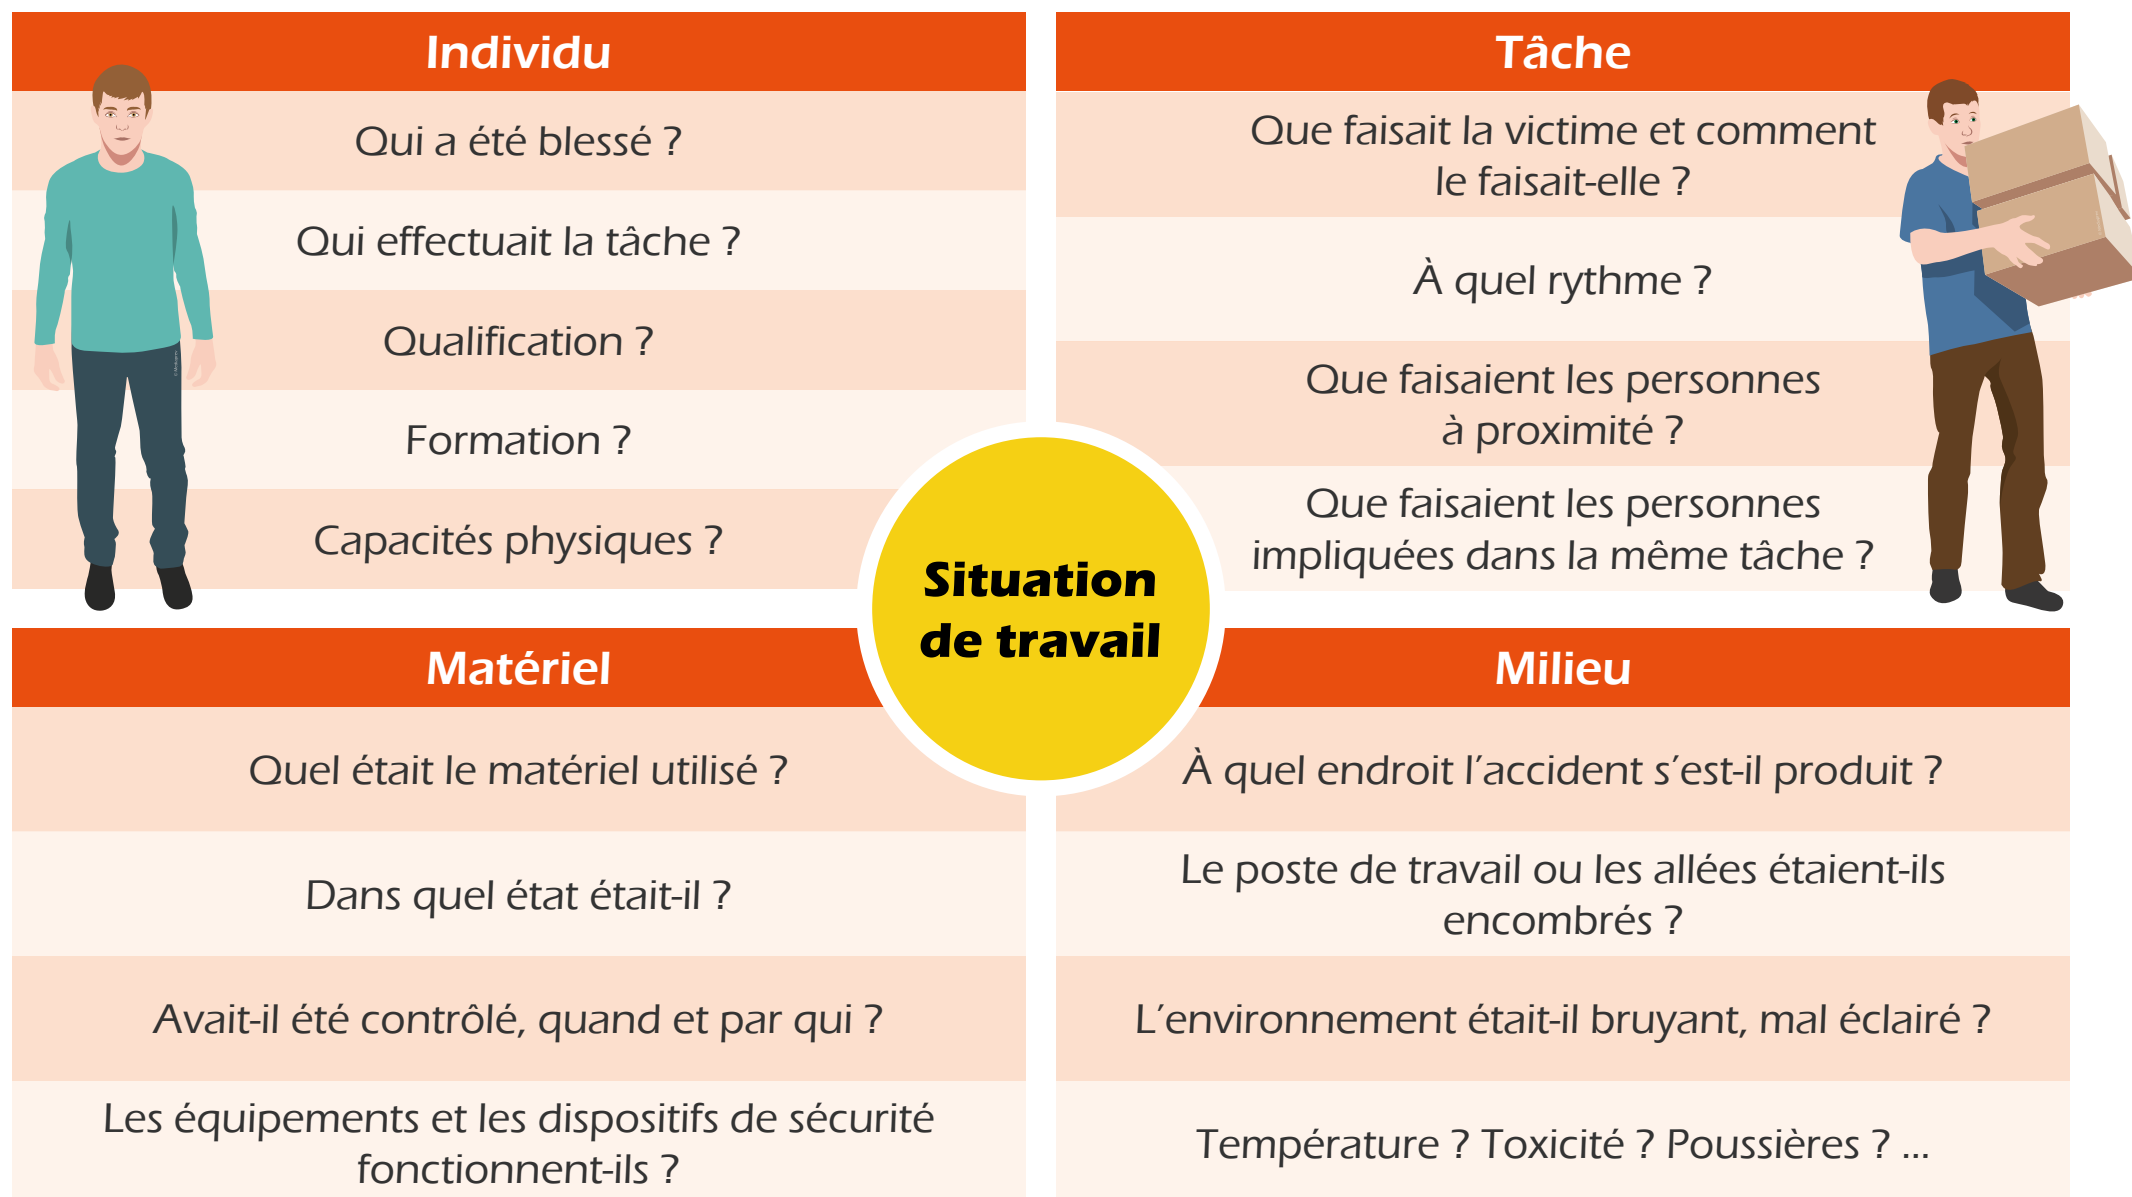 Individu
Qui a été blessé ?
Qui effectuait la tâche ?
Qualification ?
Formation ?
Capacités physiques ?
Tâche
Que faisait la victime et comment
le faisait-elle ?
À quel rythme ?
Que faisaient les personnes
à proximité ?
Que faisaient les personnes
impliquées dans la même tâche ?
Situation
de travail
Matériel
Quel était le matériel utilisé ?
Dans quel état était-il ?
Avait-il été contrôlé, quand et par qui ?
Les équipements et les dispositifs de sécurité
fonctionnent-ils ?
Milieu
À quel endroit l’accident s’est-il produit ?
Le poste de travail ou les allées étaient-ils
encombrés ?
L’environnement était-il bruyant, mal éclairé ?
Température ? Toxicité ? Poussières ? ...